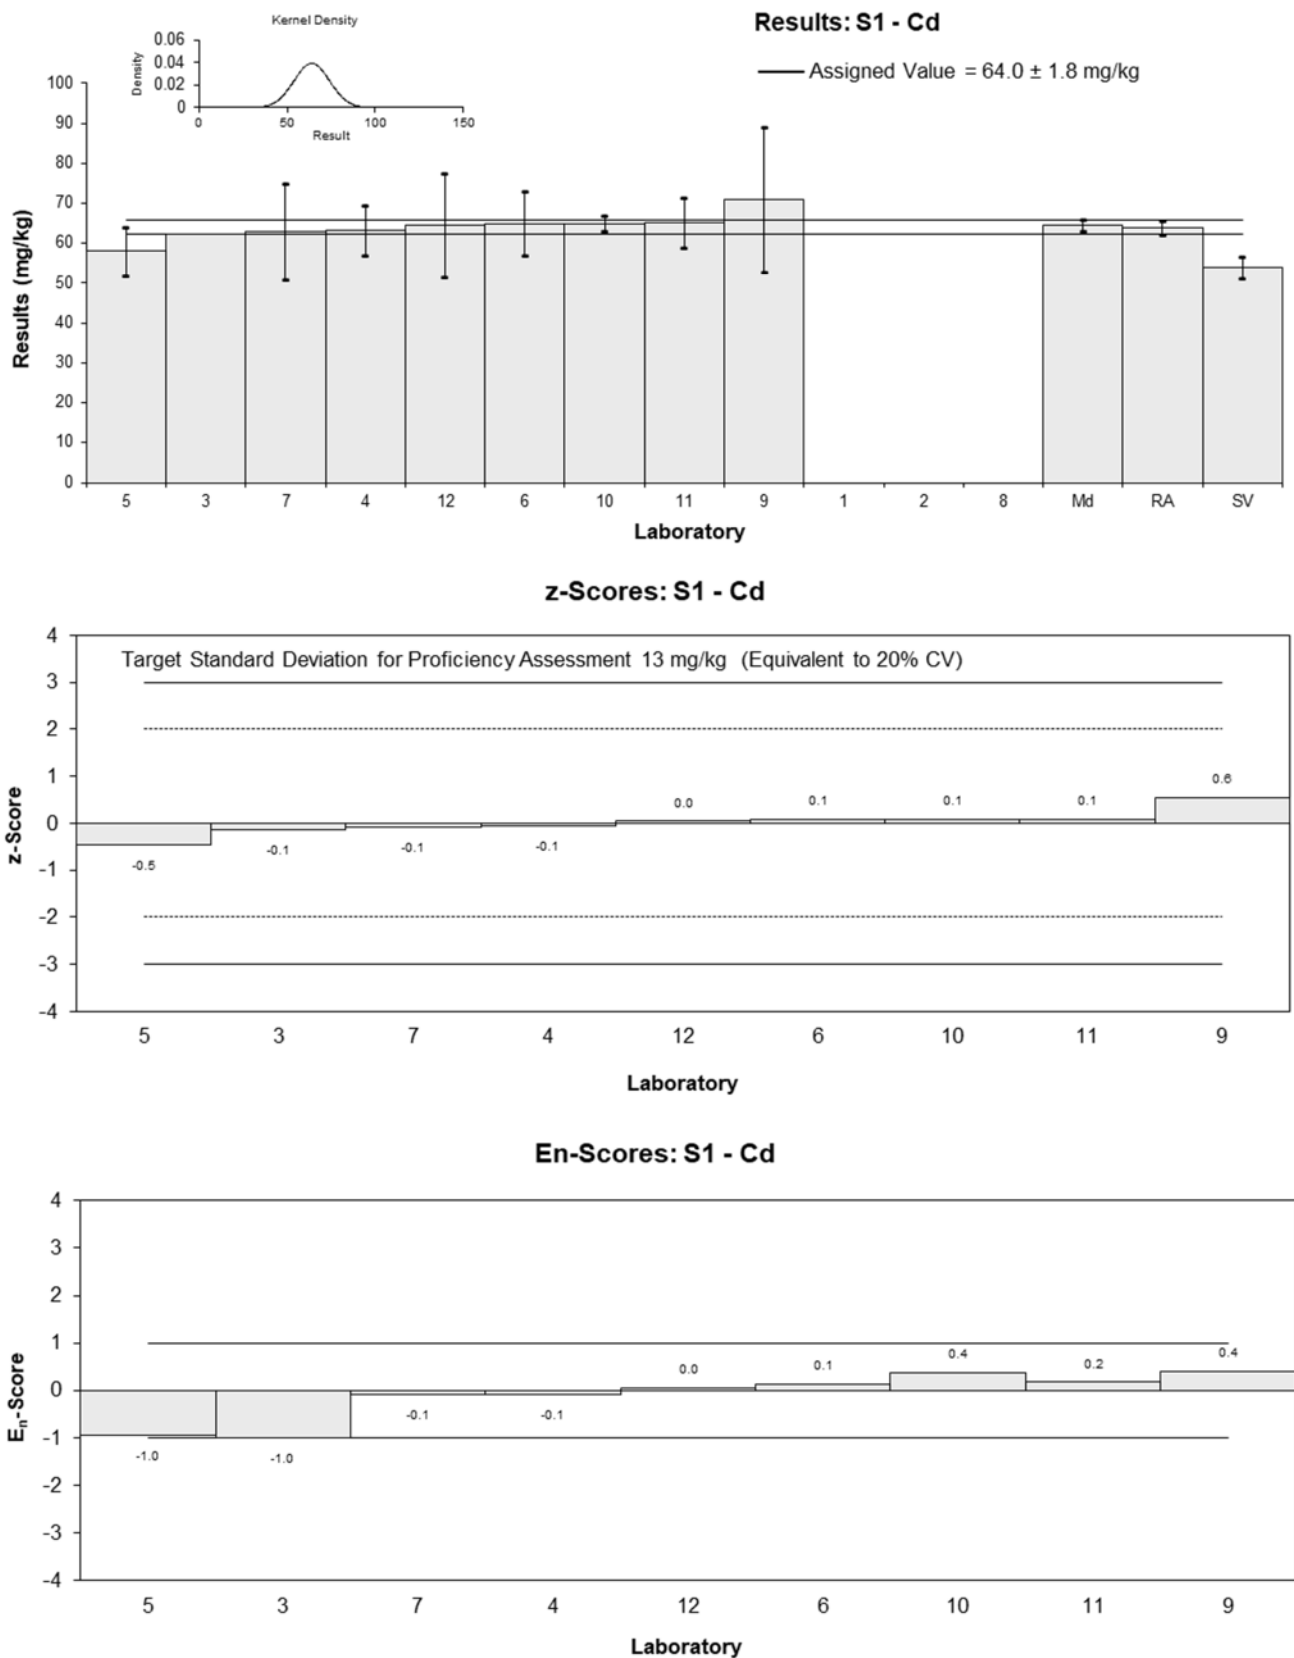 Kernel Density
Results: S1 - Cd
Assigned Value = 64.0 ± 1.8 mg/kg
Density
0.06
0.04
0.02
0
0 50 100 150
Result
Results (mg/kg)
100
90
80
70
60
50
40
30
20
10
0
5 3 7 4 12 6 10 11 9 1 2 8 Md RA SV
Laboratory
z-Scores: S1 - Cd
Target Standard Deviation for Proficiency Assessment 13 mg/kg (Equivalent to 20% CV)
z-Score
4
3
2
1
0
-1
-2
-3
-4
-0.5 -0.1 -0.1 -0.1 0.0 0.1 0.1 0.1 0.6
5 3 7 4 12 6 10 11 9
Laboratory
En-Scores: S1 - Cd
En-Score
4
3
2
1
0
-1
-2
-3
-4
-1.0 -1.0 -0.1 -0.1 0.0 0.1 0.4 0.2 0.4
5 3 7 4 12 6 10 11 9
Laboratory